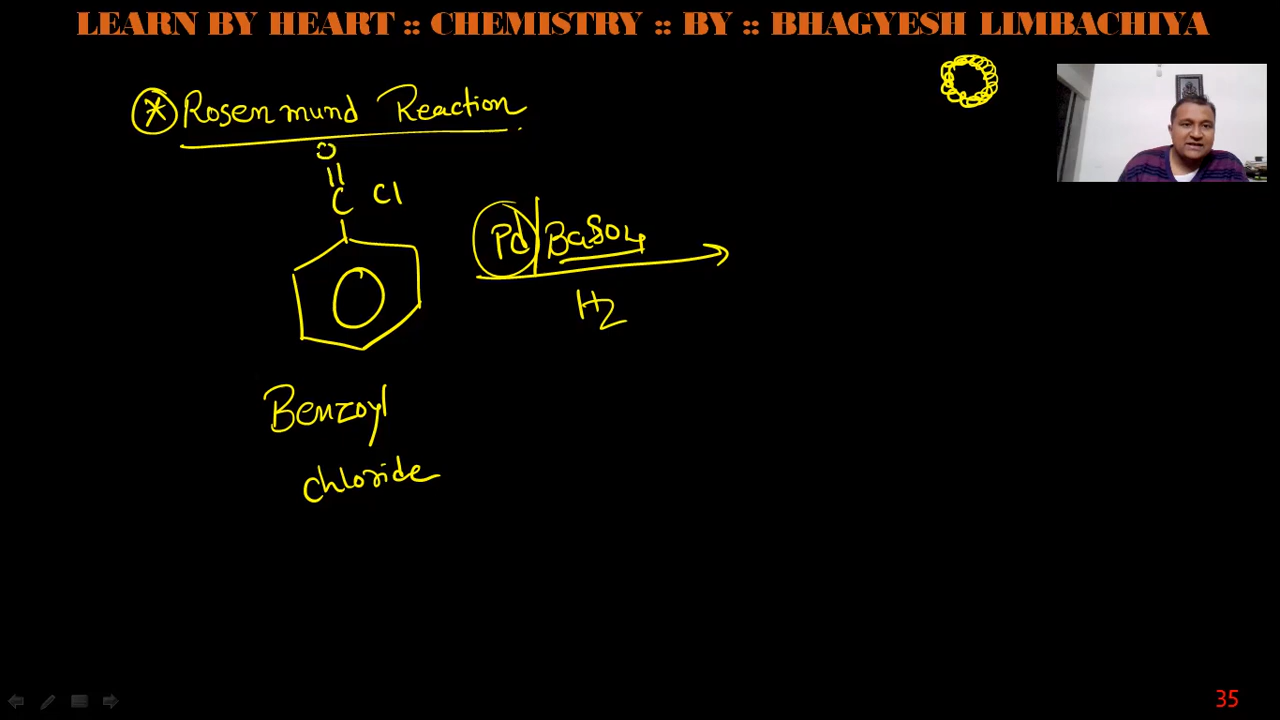 LEARN BY HEART :: CHEMISTRY :: BY :: BHAGYESH LIMBACHIYA
* Rosenmund Reaction
O
C Cl
Pd | BaSO4
H2
Benzoyl
chloride
35